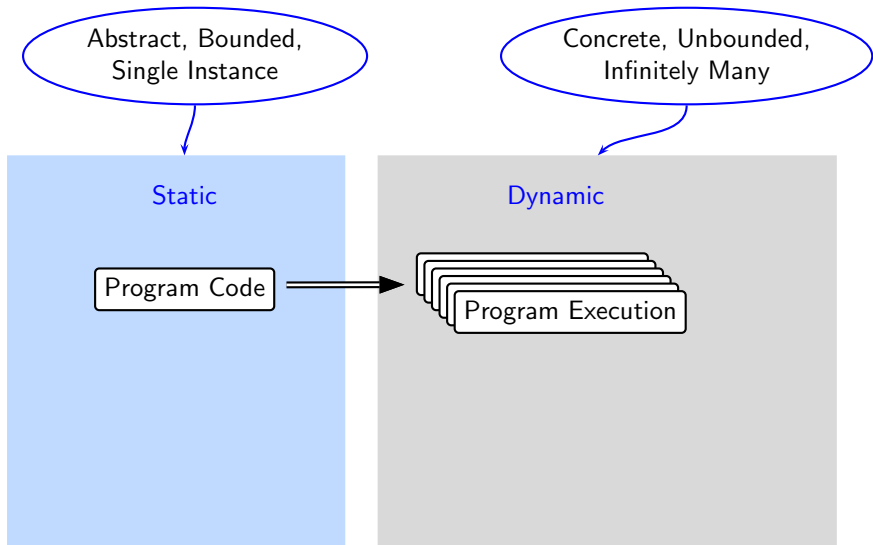 Abstract, Bounded,
Single Instance
Concrete, Unbounded,
Infinitely Many
Static
Dynamic
Program Code
Program Execution